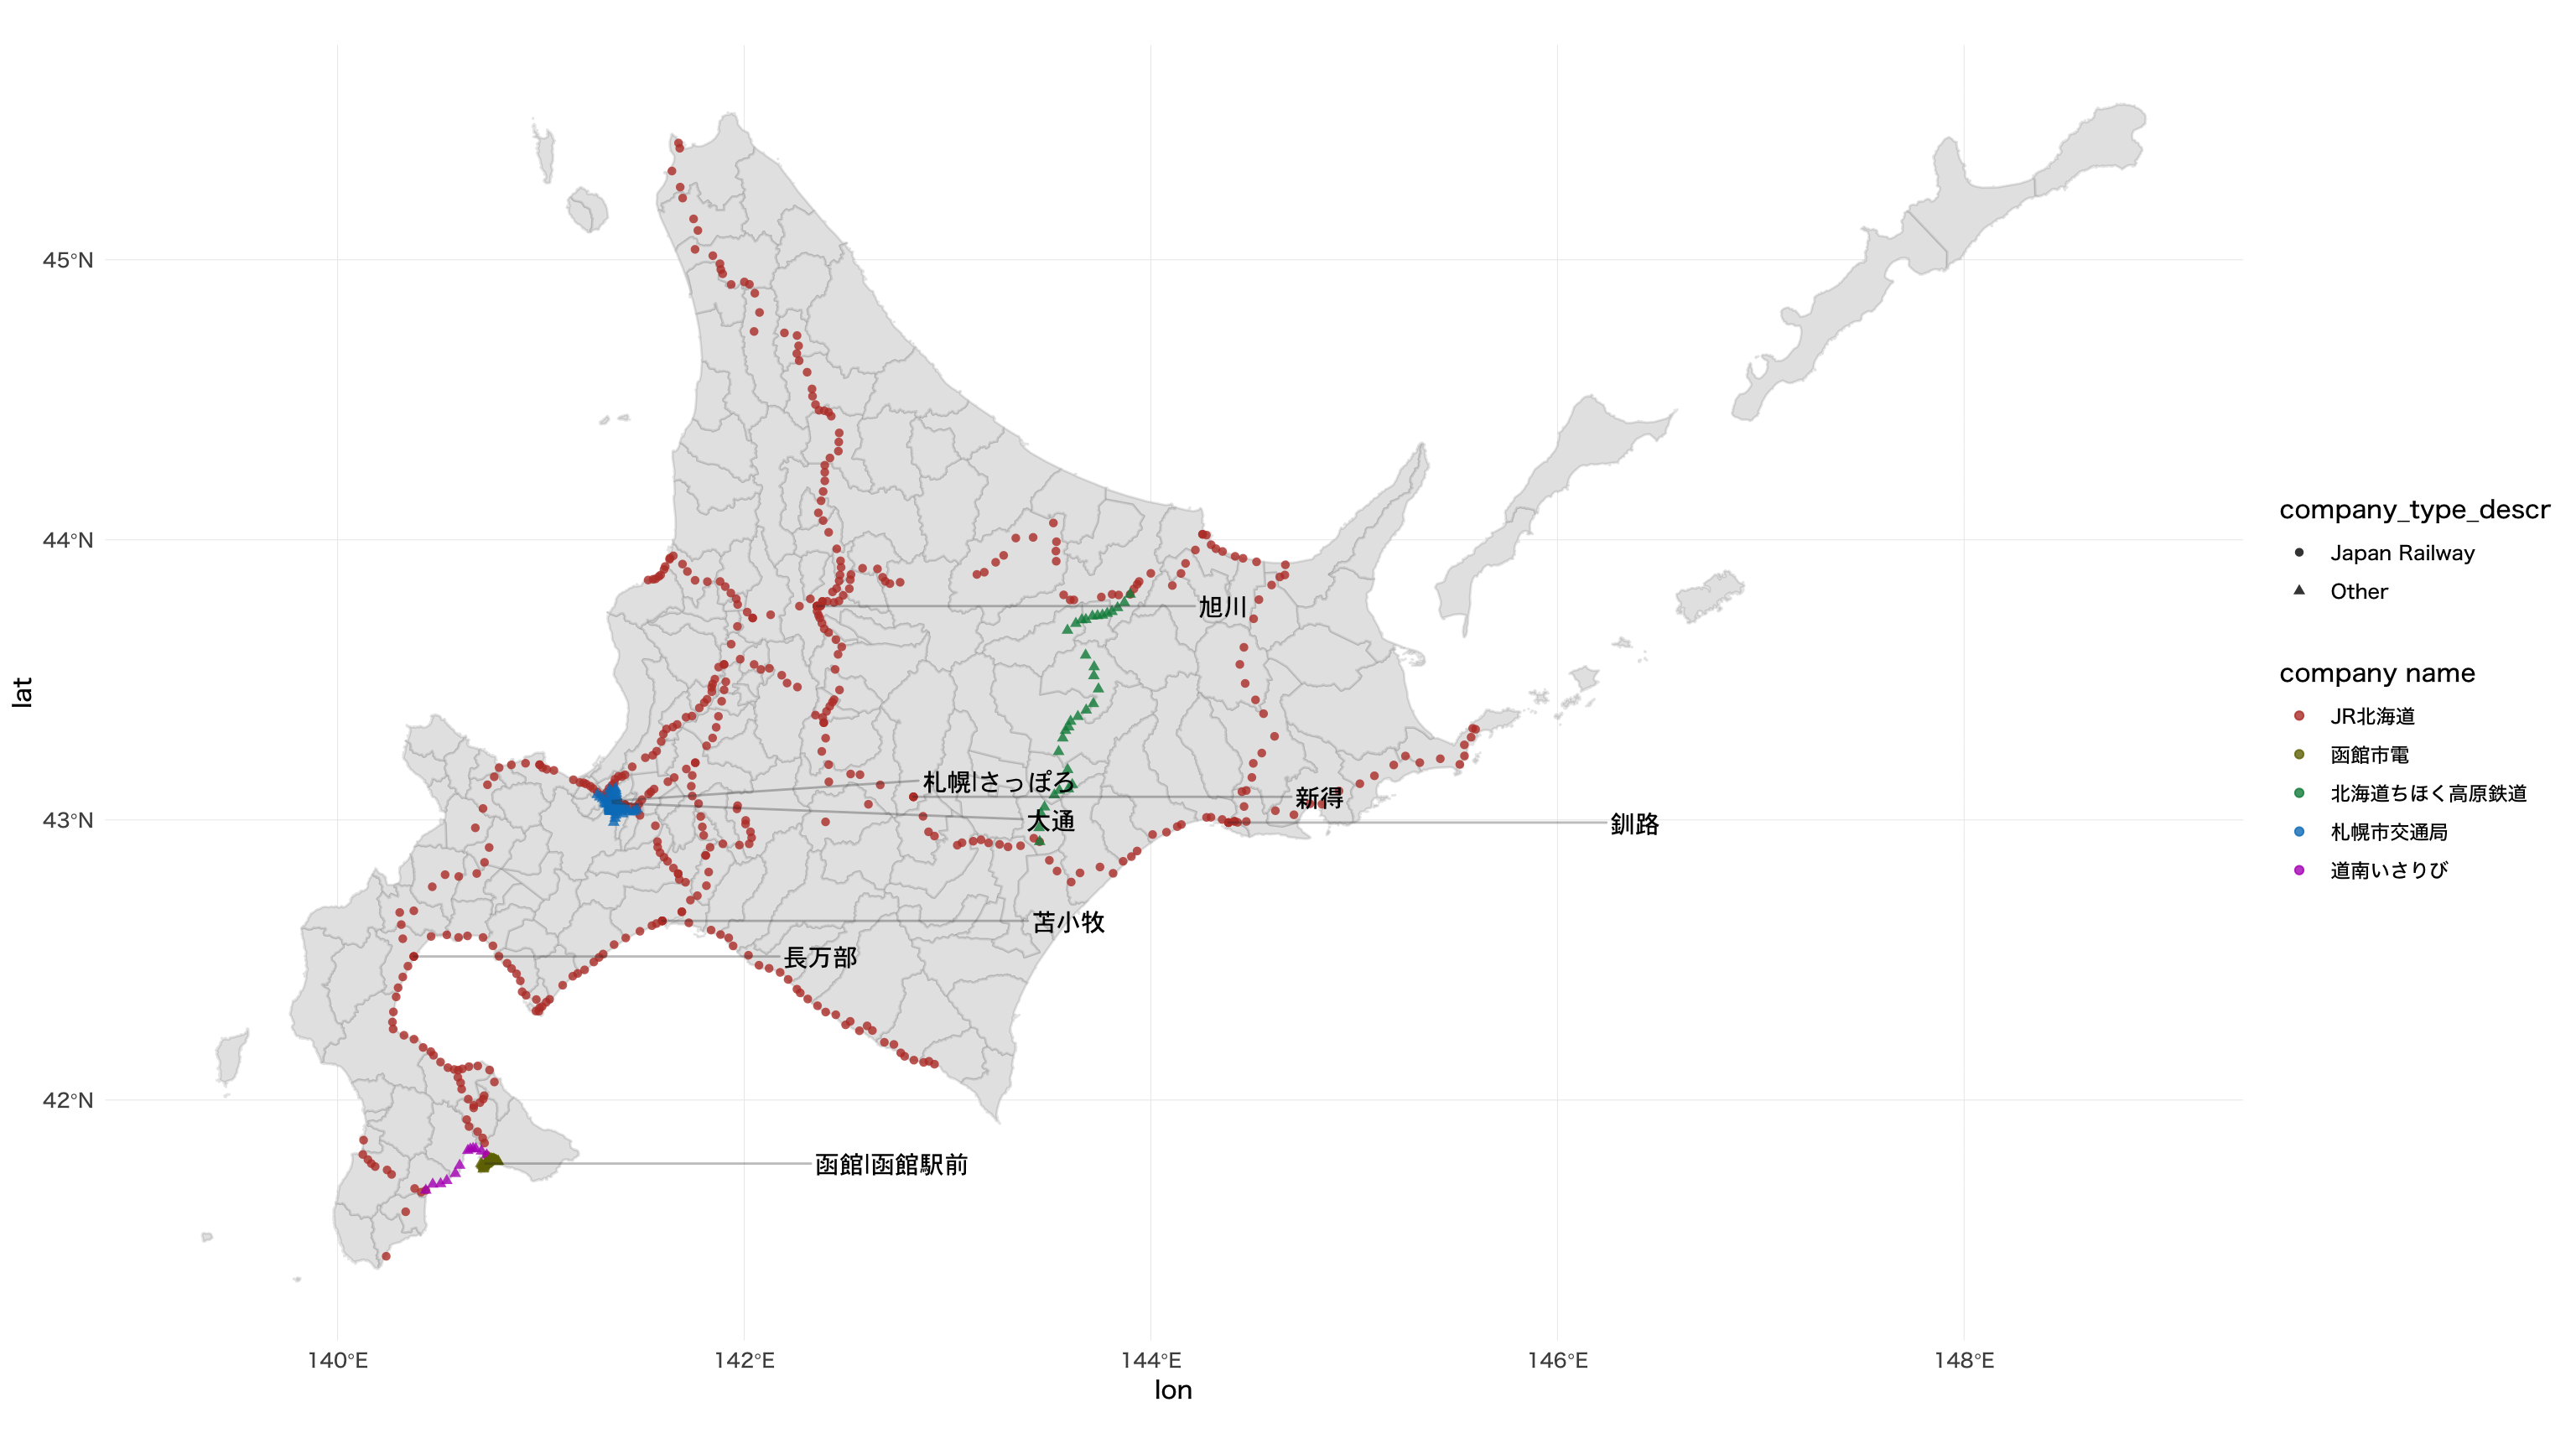 45°N
44°N
43°N
42°N
lat
旭川
札幌|さっぽろ
新得
大通
釧路
苫小牧
長万部
函館|函館駅前
140°E
142°E
144°E
146°E
148°E
lon
company_type_descr
Japan Railway
Other
company name
JR北海道
函館市電
北海道ちほく高原鉄道
札幌市交通局
道南いさりび